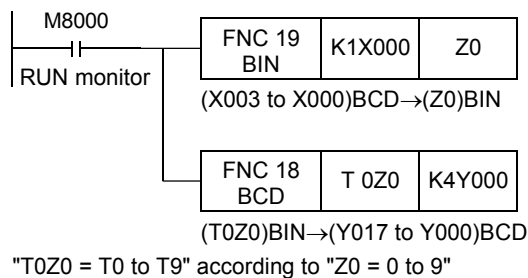 M8000
RUN monitor
FNC 19
BIN
K1X000
Z0
(X003 to X000)BCD→(Z0)BIN
FNC 18
BCD
T 0Z0
K4Y000
(T0Z0)BIN→(Y017 to Y000)BCD
"T0Z0 = T0 to T9" according to "Z0 = 0 to 9"